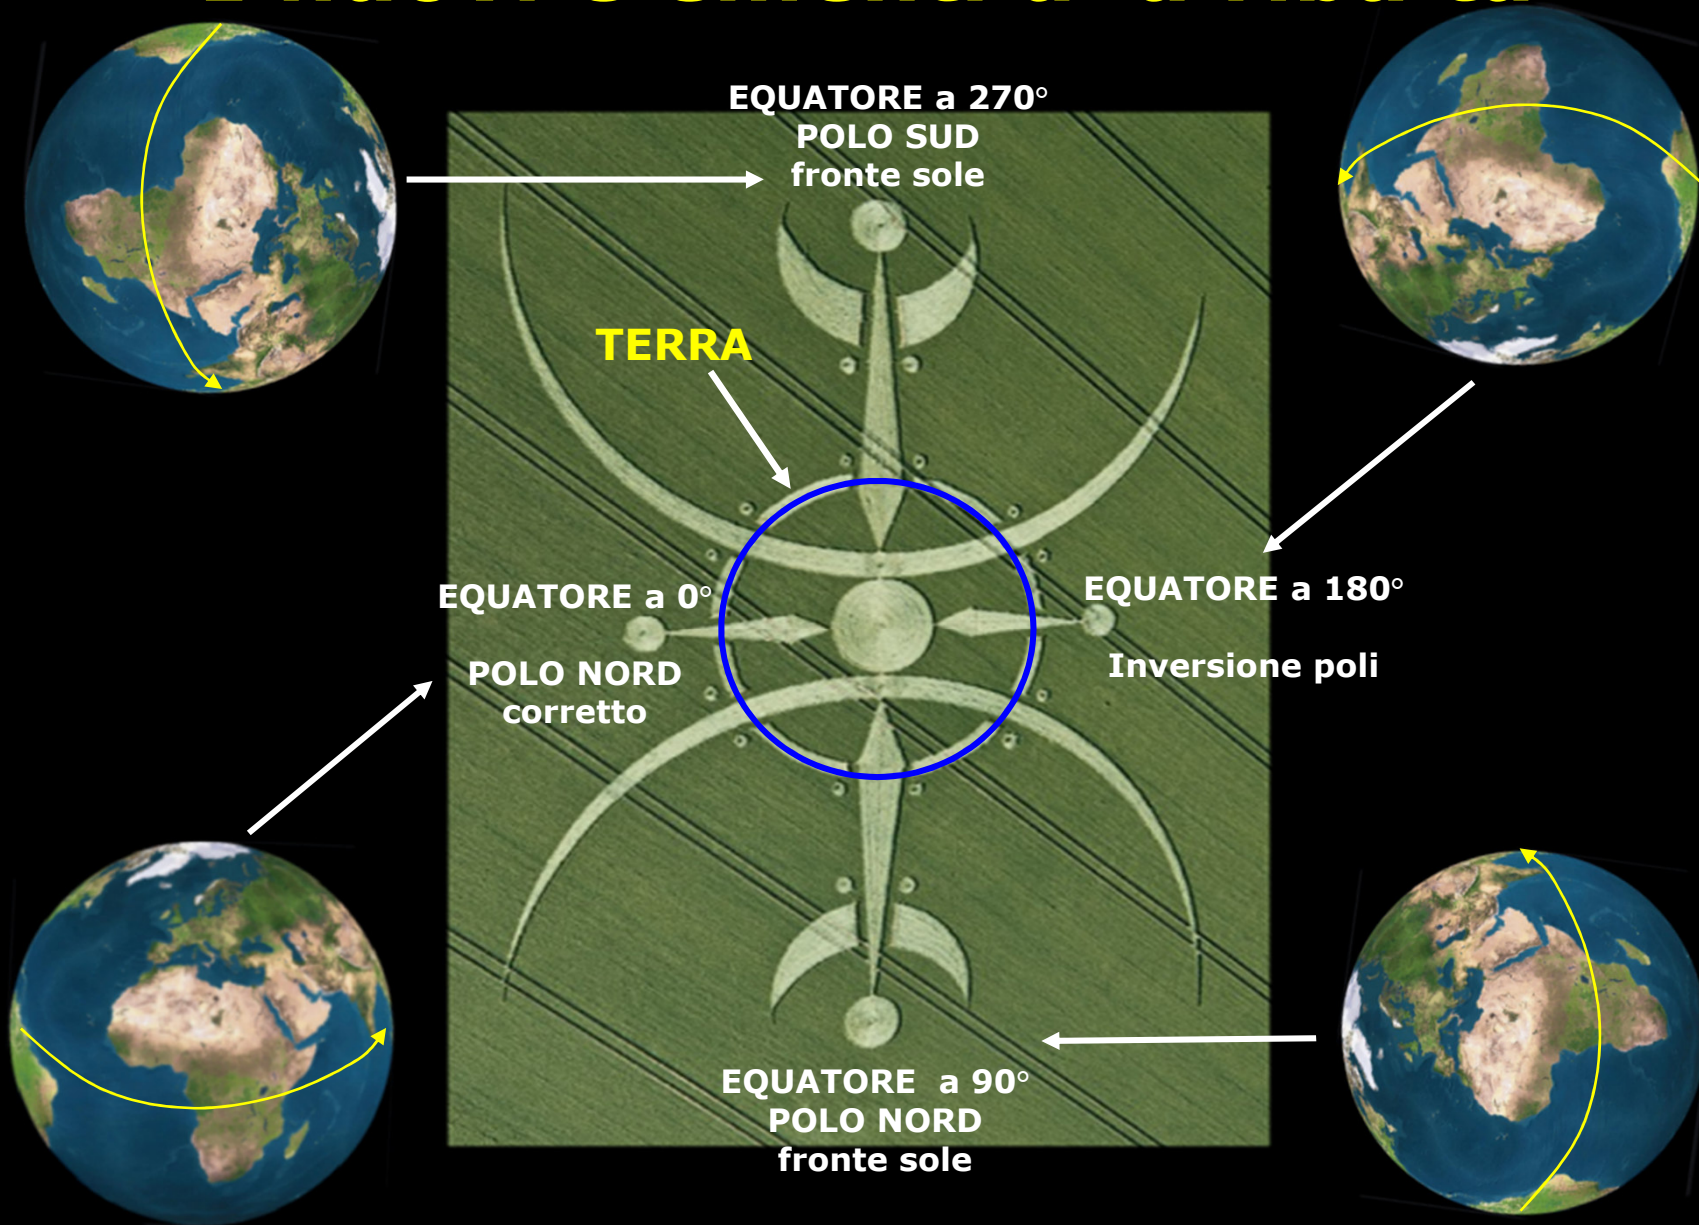 EQUATORE a 270°
POLO SUD
fronte sole
TERRA
EQUATORE a 0°
POLO NORD
corretto
EQUATORE a 180°
Inversione poli
EQUATORE a 90°
POLO NORD
fronte sole